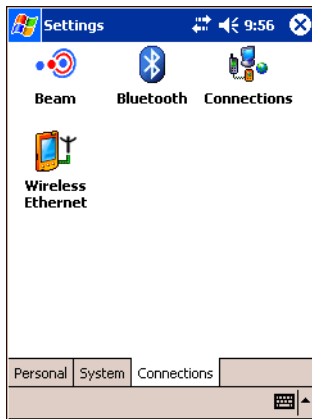 Settings 9:56
Beam Bluetooth Connections
Wireless
Ethernet
Personal System Connections